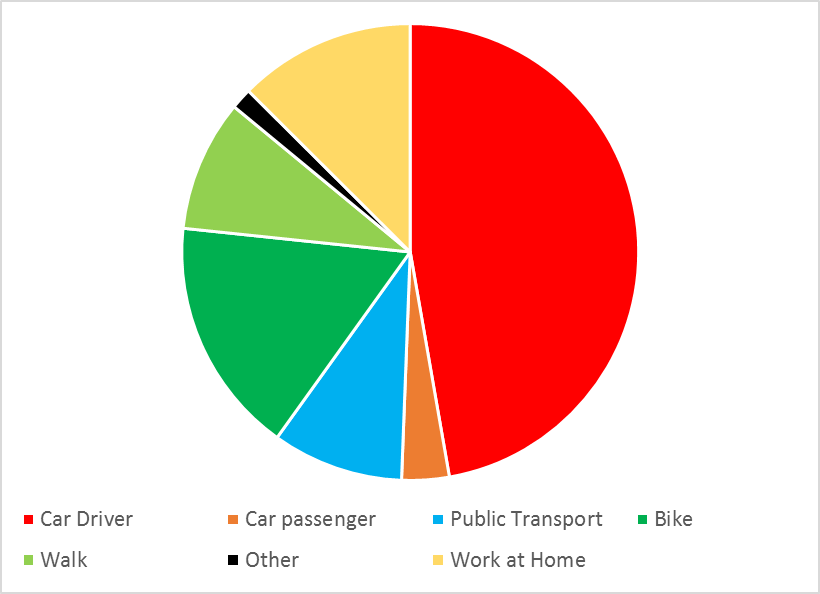 Car Driver Car passenger Public Transport Bike
Walk Other Work at Home